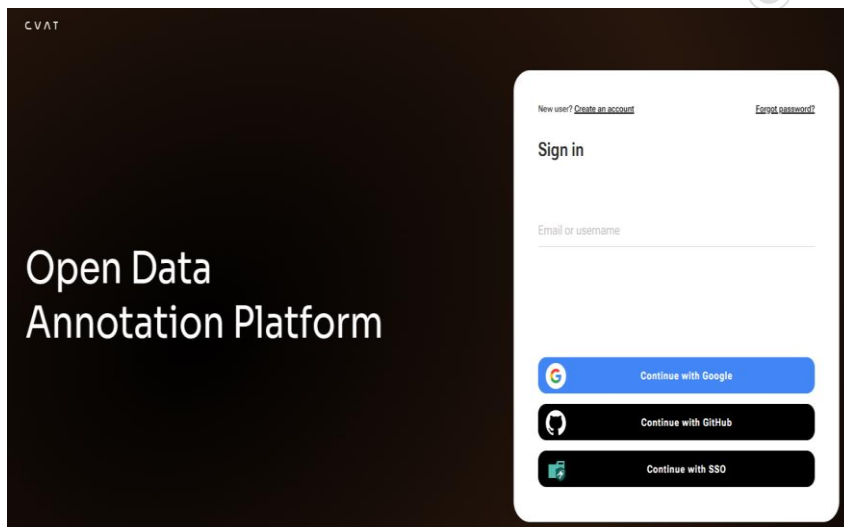 CVAT
New user? Create an account
Forgot password?
Sign in
Email or username
Open Data
Annotation Platform
Continue with Google
Continue with GitHub
Continue with SSO